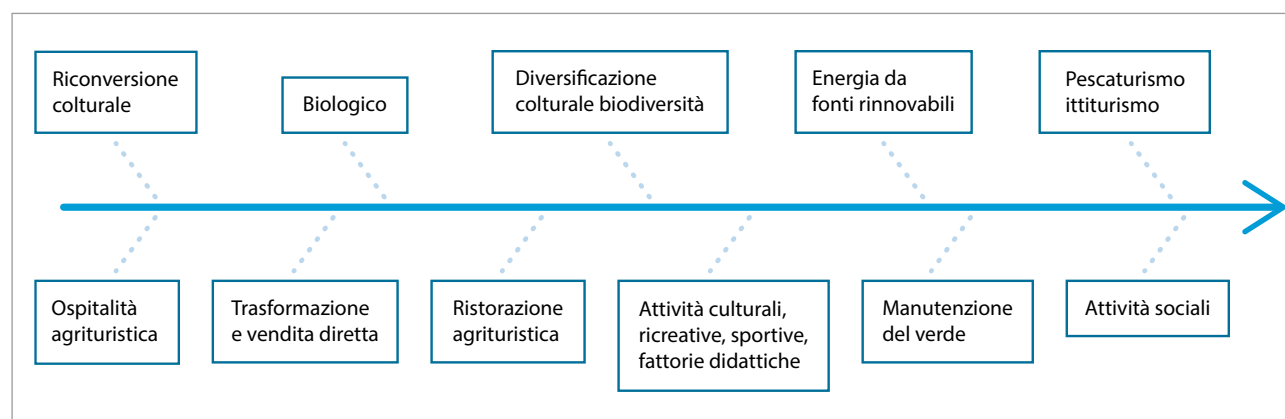 Riconversione
colturale
Biologico
Diversificazione
colturale biodiversità
Energia da
fonti rinnovabili
Pescaturismo
ittiturismo
Ospitalità
agrituristica
Trasformazione
e vendita diretta
Ristorazione
agrituristica
Attività culturali,
ricreative, sportive,
fattorie didattiche
Manutenzione
del verde
Attività sociali